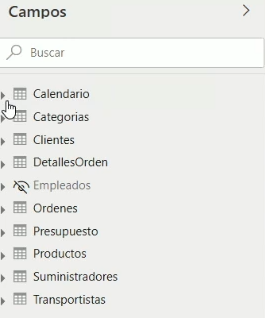 Campos
Buscar
Calendario
Categorias
Clientes
DetallesOrden
Empleados
Ordenes
Presupuesto
Productos
Suministradores
Transportistas